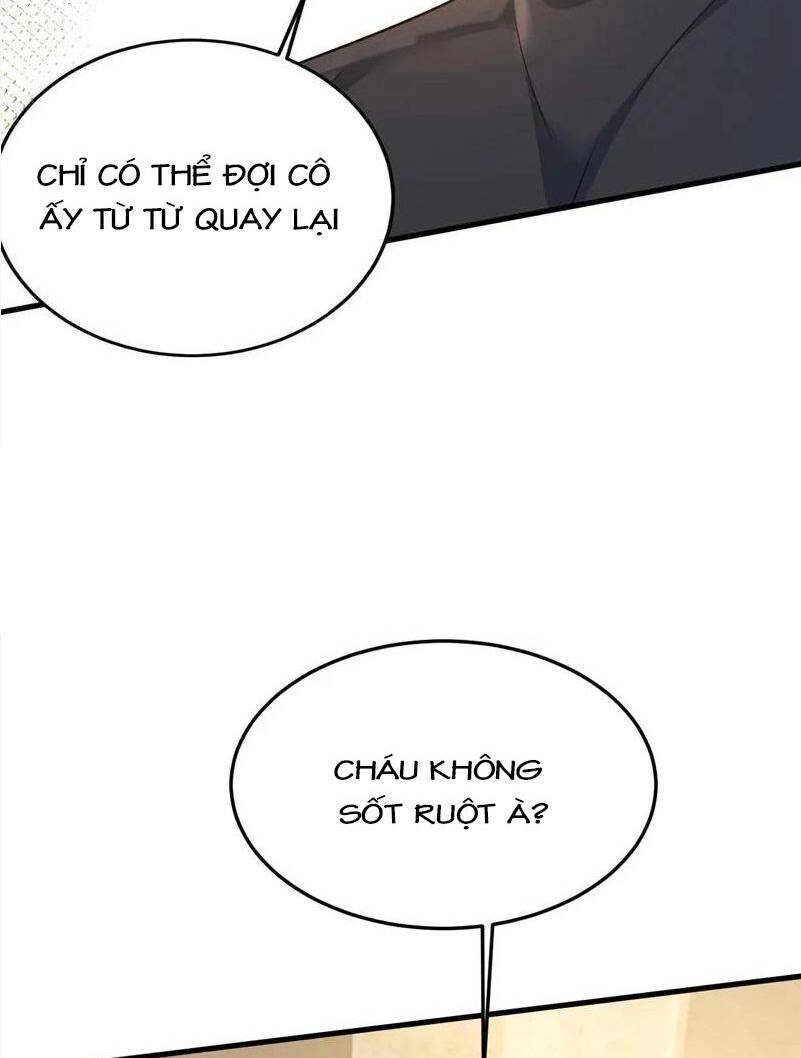 CHỈ CÓ THỂ ĐỢI CÔ
ẤY TỪ TỪ QUAY LẠI
CHÁU KHÔNG
SỐT RUỘT À?